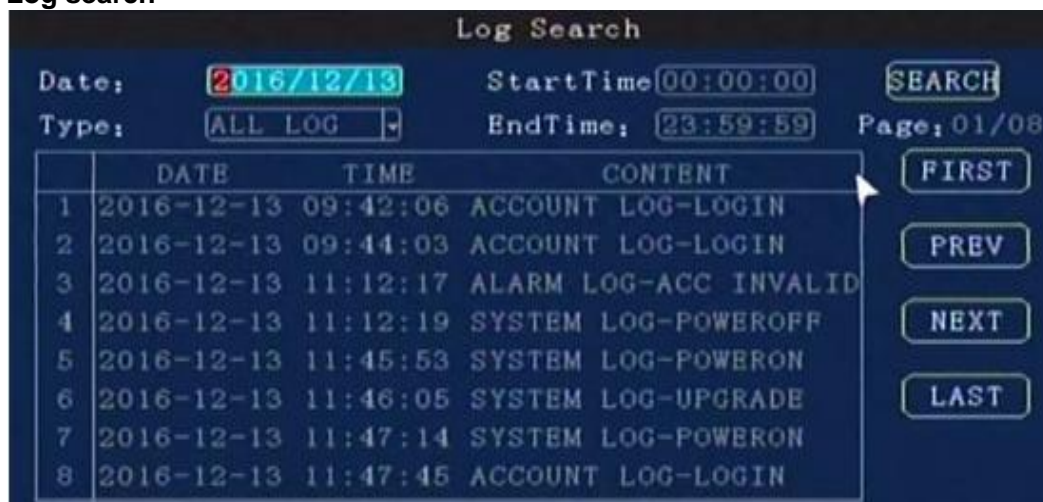 Log search
Log Search
Date: 2016/12/13 StartTime 00:00:00 SEARCH
Type: ALL LOG EndTime: 23:59:59 Page: 01/08
DATE TIME CONTENT FIRST
1 2016-12-13 09:42:06 ACCOUNT LOG-LOGIN
2 2016-12-13 09:44:03 ACCOUNT LOG-LOGIN PREV
3 2016-12-13 11:12:17 ALARM LOG-ACC INVALID
4 2016-12-13 11:12:19 SYSTEM LOG-POWEROFF NEXT
5 2016-12-13 11:45:53 SYSTEM LOG-POWERON
6 2016-12-13 11:46:05 SYSTEM LOG-UPGRADE LAST
7 2016-12-13 11:47:14 SYSTEM LOG-POWERON
8 2016-12-13 11:47:45 ACCOUNT LOG-LOGIN